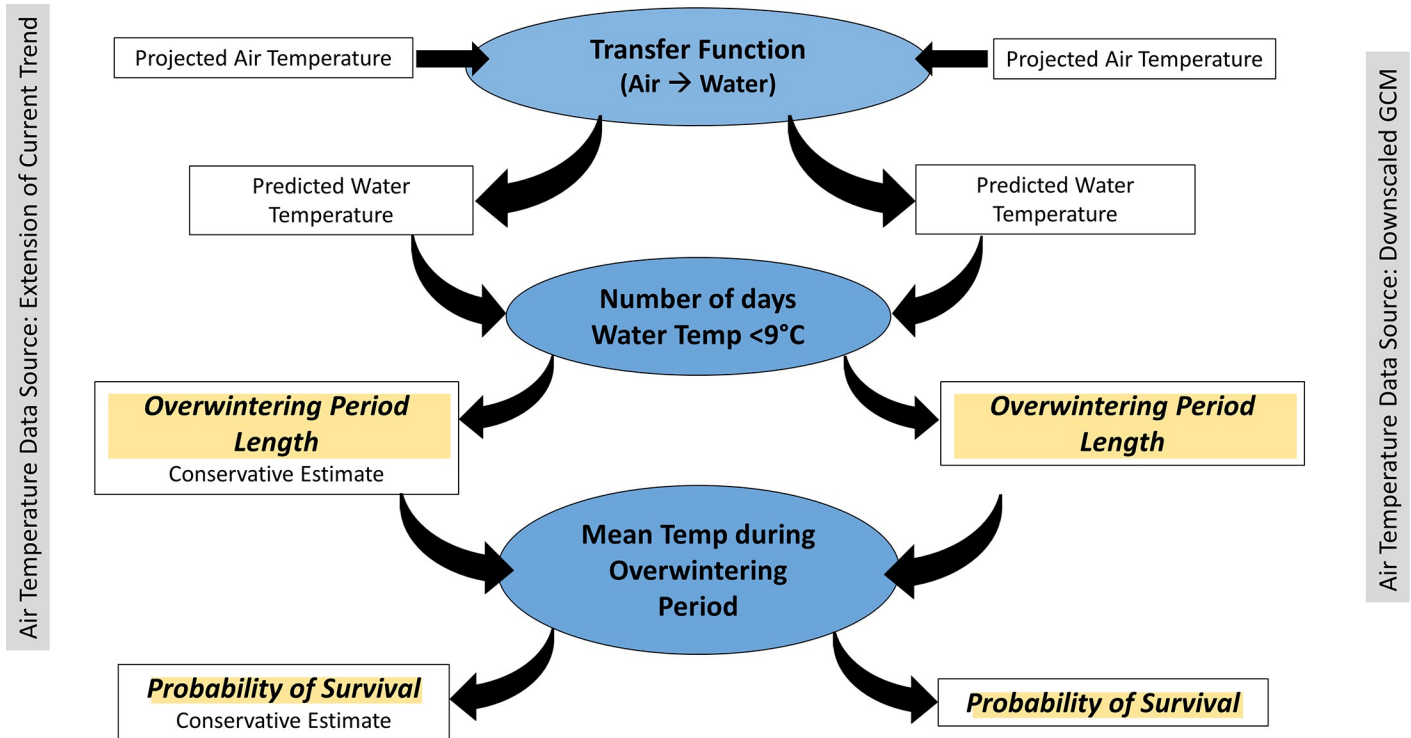 Air Temperature Data Source: Extension of Current Trend
Projected Air Temperature
Transfer Function
(Air → Water)
Projected Air Temperature
Predicted Water
Temperature
Predicted Water
Temperature
Number of days
Water Temp <9°C
Overwintering Period
Length
Conservative Estimate
Overwintering Period
Length
Mean Temp during
Overwintering
Period
Probability of Survival
Conservative Estimate
Probability of Survival
Air Temperature Data Source: Downscaled GCM